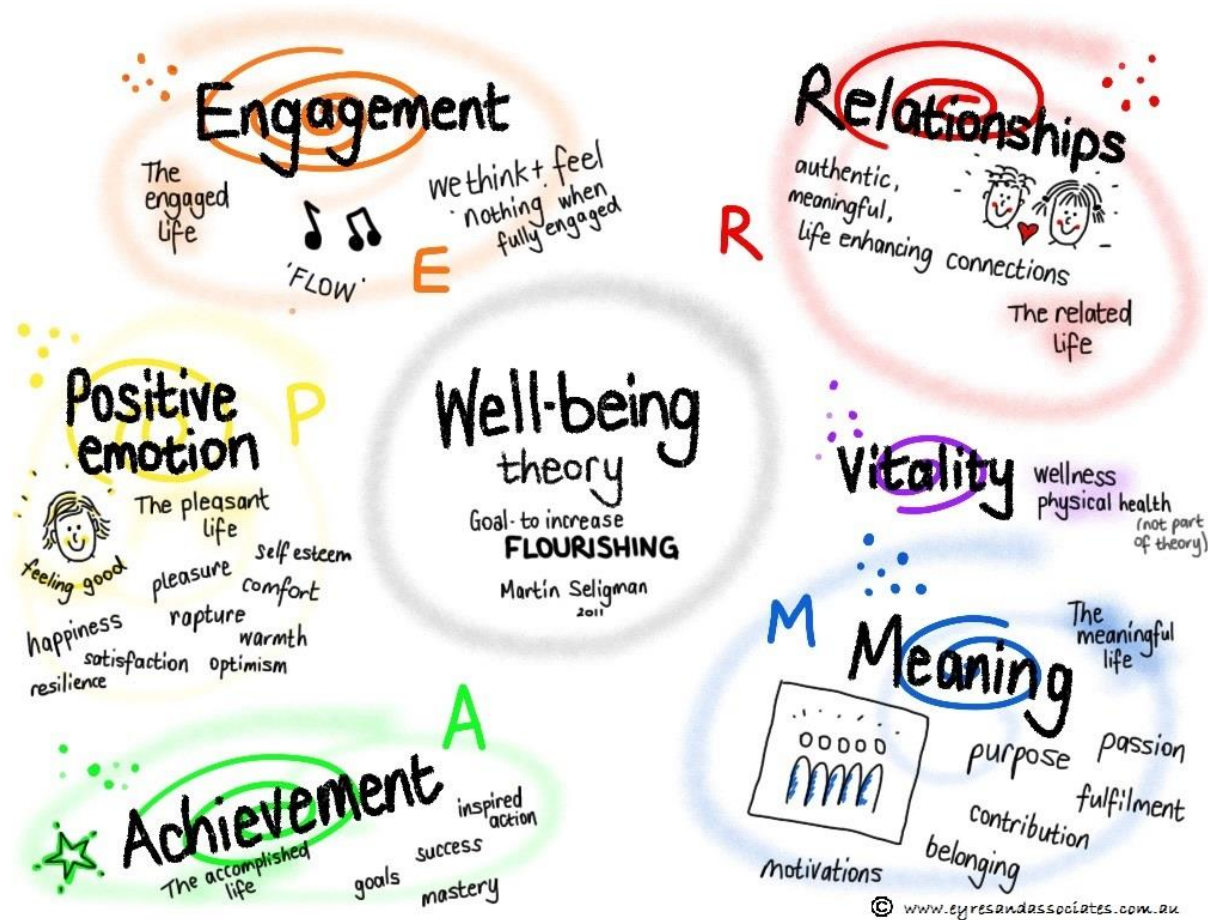 Engagement
The
engaged
life
'FLOW'
we think + feel
'nothing' when
fully engaged
E
Relationships
authentic,
meaningful,
life enhancing connections
The related
life
R
Positive
emotion
P
The pleasant
life
feeling good
self esteem
pleasure
comfort
rapture
happiness
warmth
satisfaction
optimism
resilience
Well-being
theory
Goal - to increase
FLOURISHING
Martin Seligman
2011
Vitality
wellness
physical health
(not part
of theory)
M
Meaning
The
meaningful
life
purpose
passion
fulfilment
contribution
belonging
motivations
A
Achievement
The accomplished
life
inspired
action
success
goals
mastery
© www.eyresandassociates.com.au